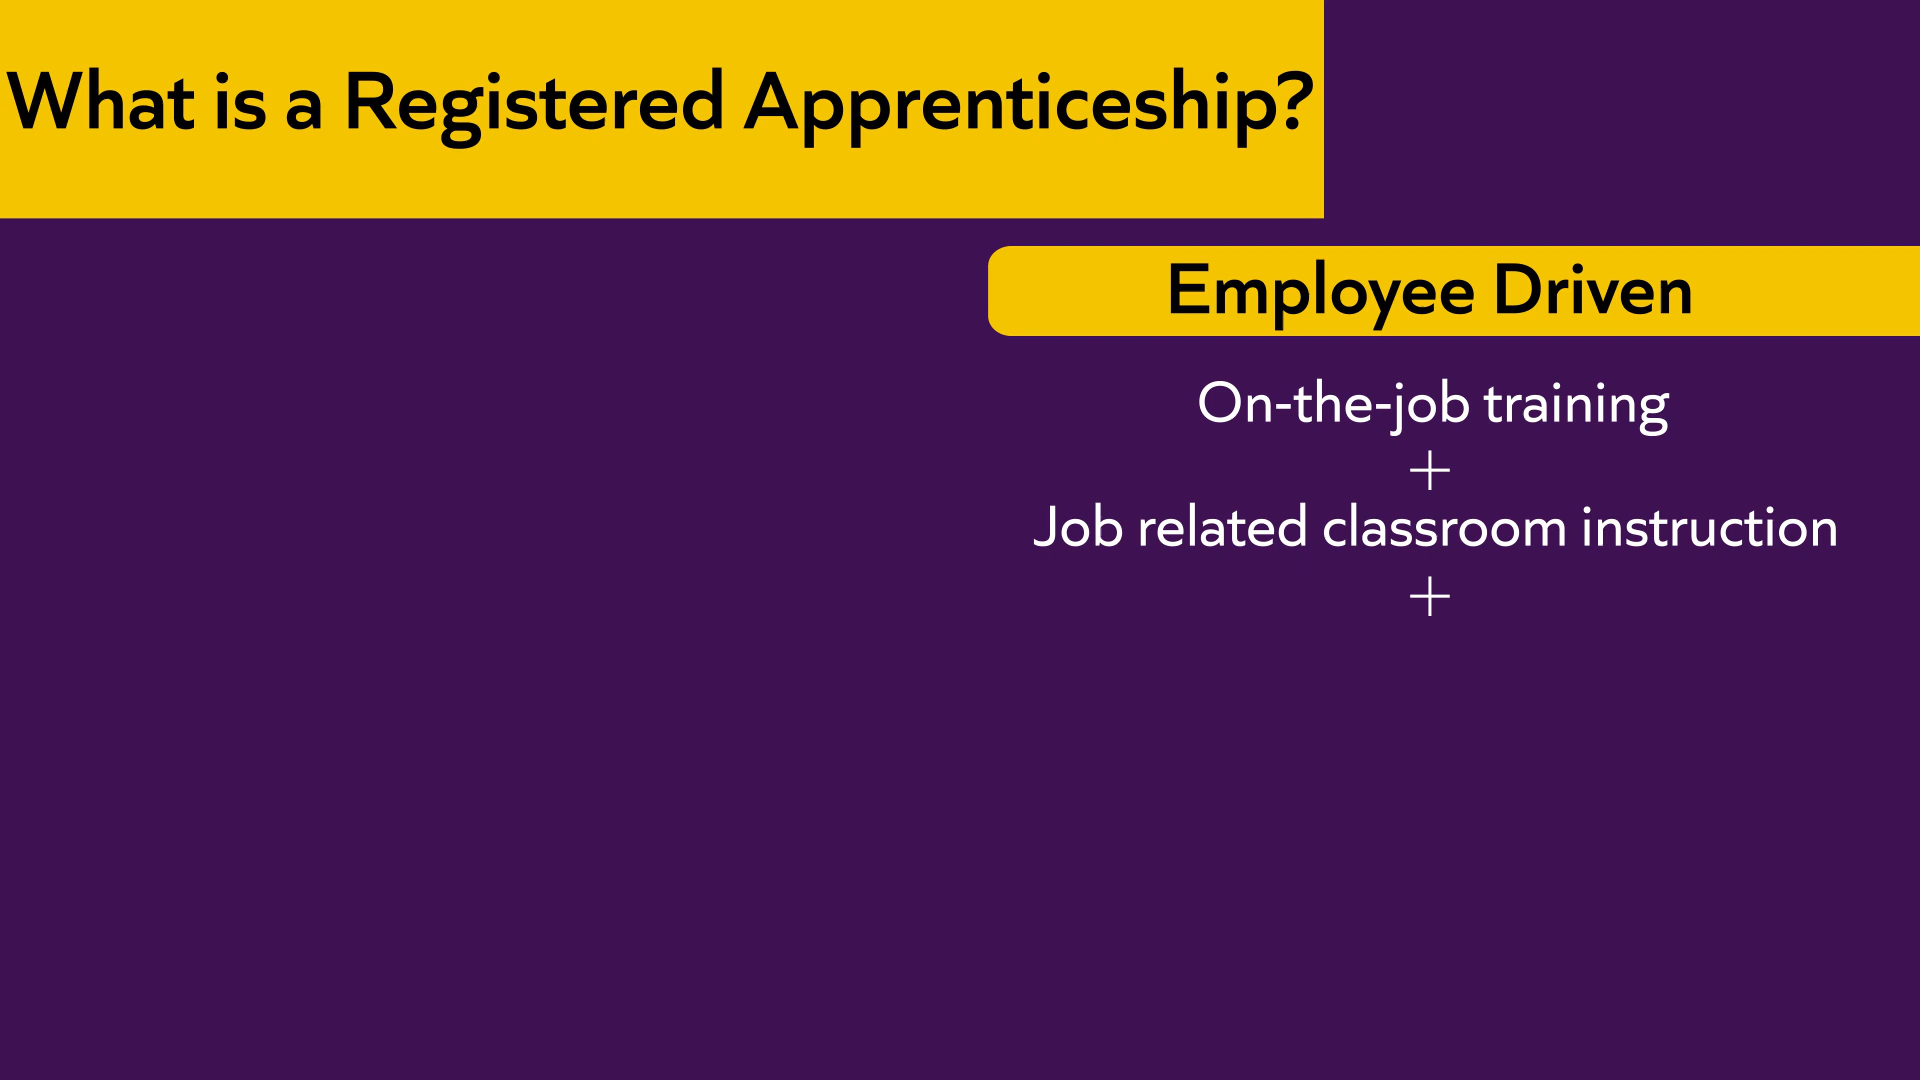 What is a Registered Apprenticeship?
Employee Driven
On-the-job training
+
Job related classroom instruction
+